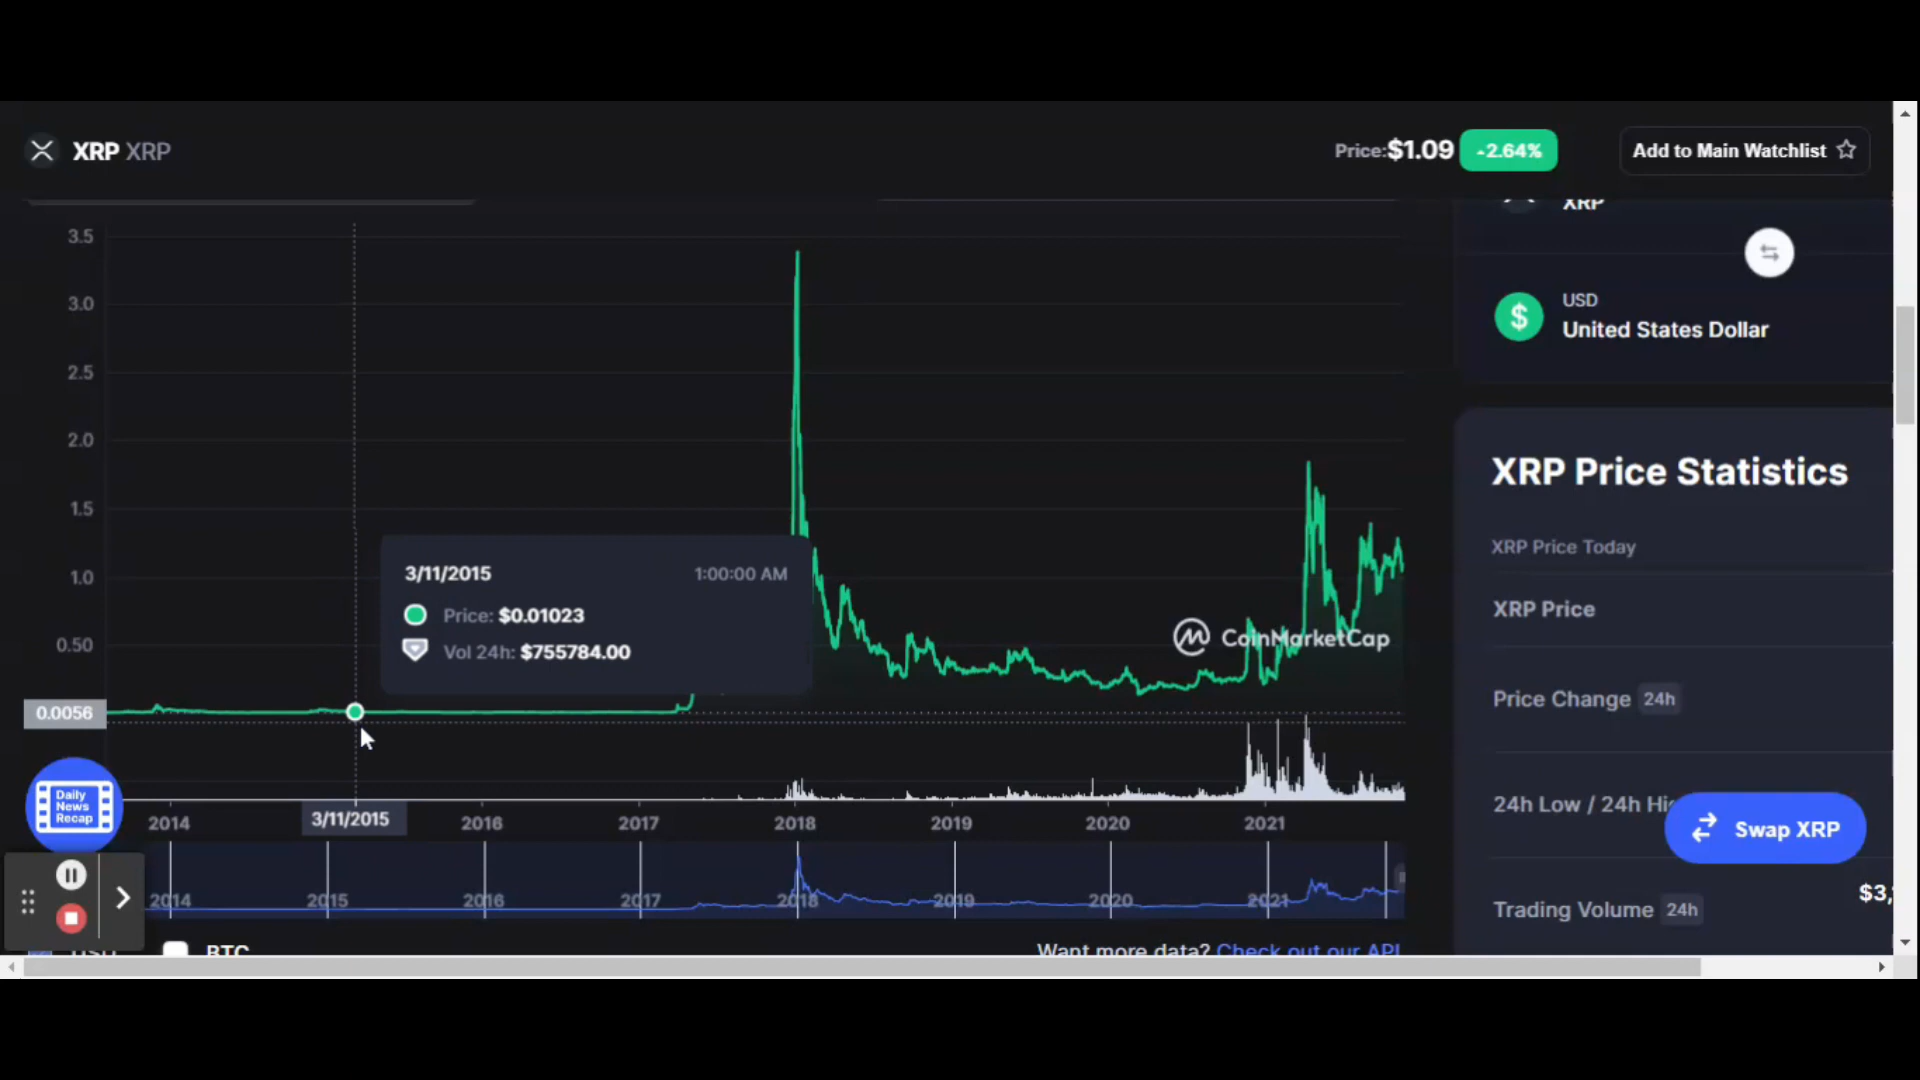 XRP XRP
Price:$1.09 -2.64%
Add to Main Watchlist
XRP
3.5
3.0
2.5
2.0
1.5
1.0
0.50
0.0056
3/11/2015 1:00:00 AM
Price: $0.01023
Vol 24h: $755784.00
CoinMarketCap
2014 3/11/2015 2016 2017 2018 2019 2020 2021
2014 2015 2016 2017 2018 2019 2020 2021
USD BTC
Want more data? Check out our API
Daily
News
Recap
USD
United States Dollar
XRP Price Statistics
XRP Price Today
XRP Price
Price Change 24h
24h Low / 24h
Swap XRP
Trading Volume 24h
$3,